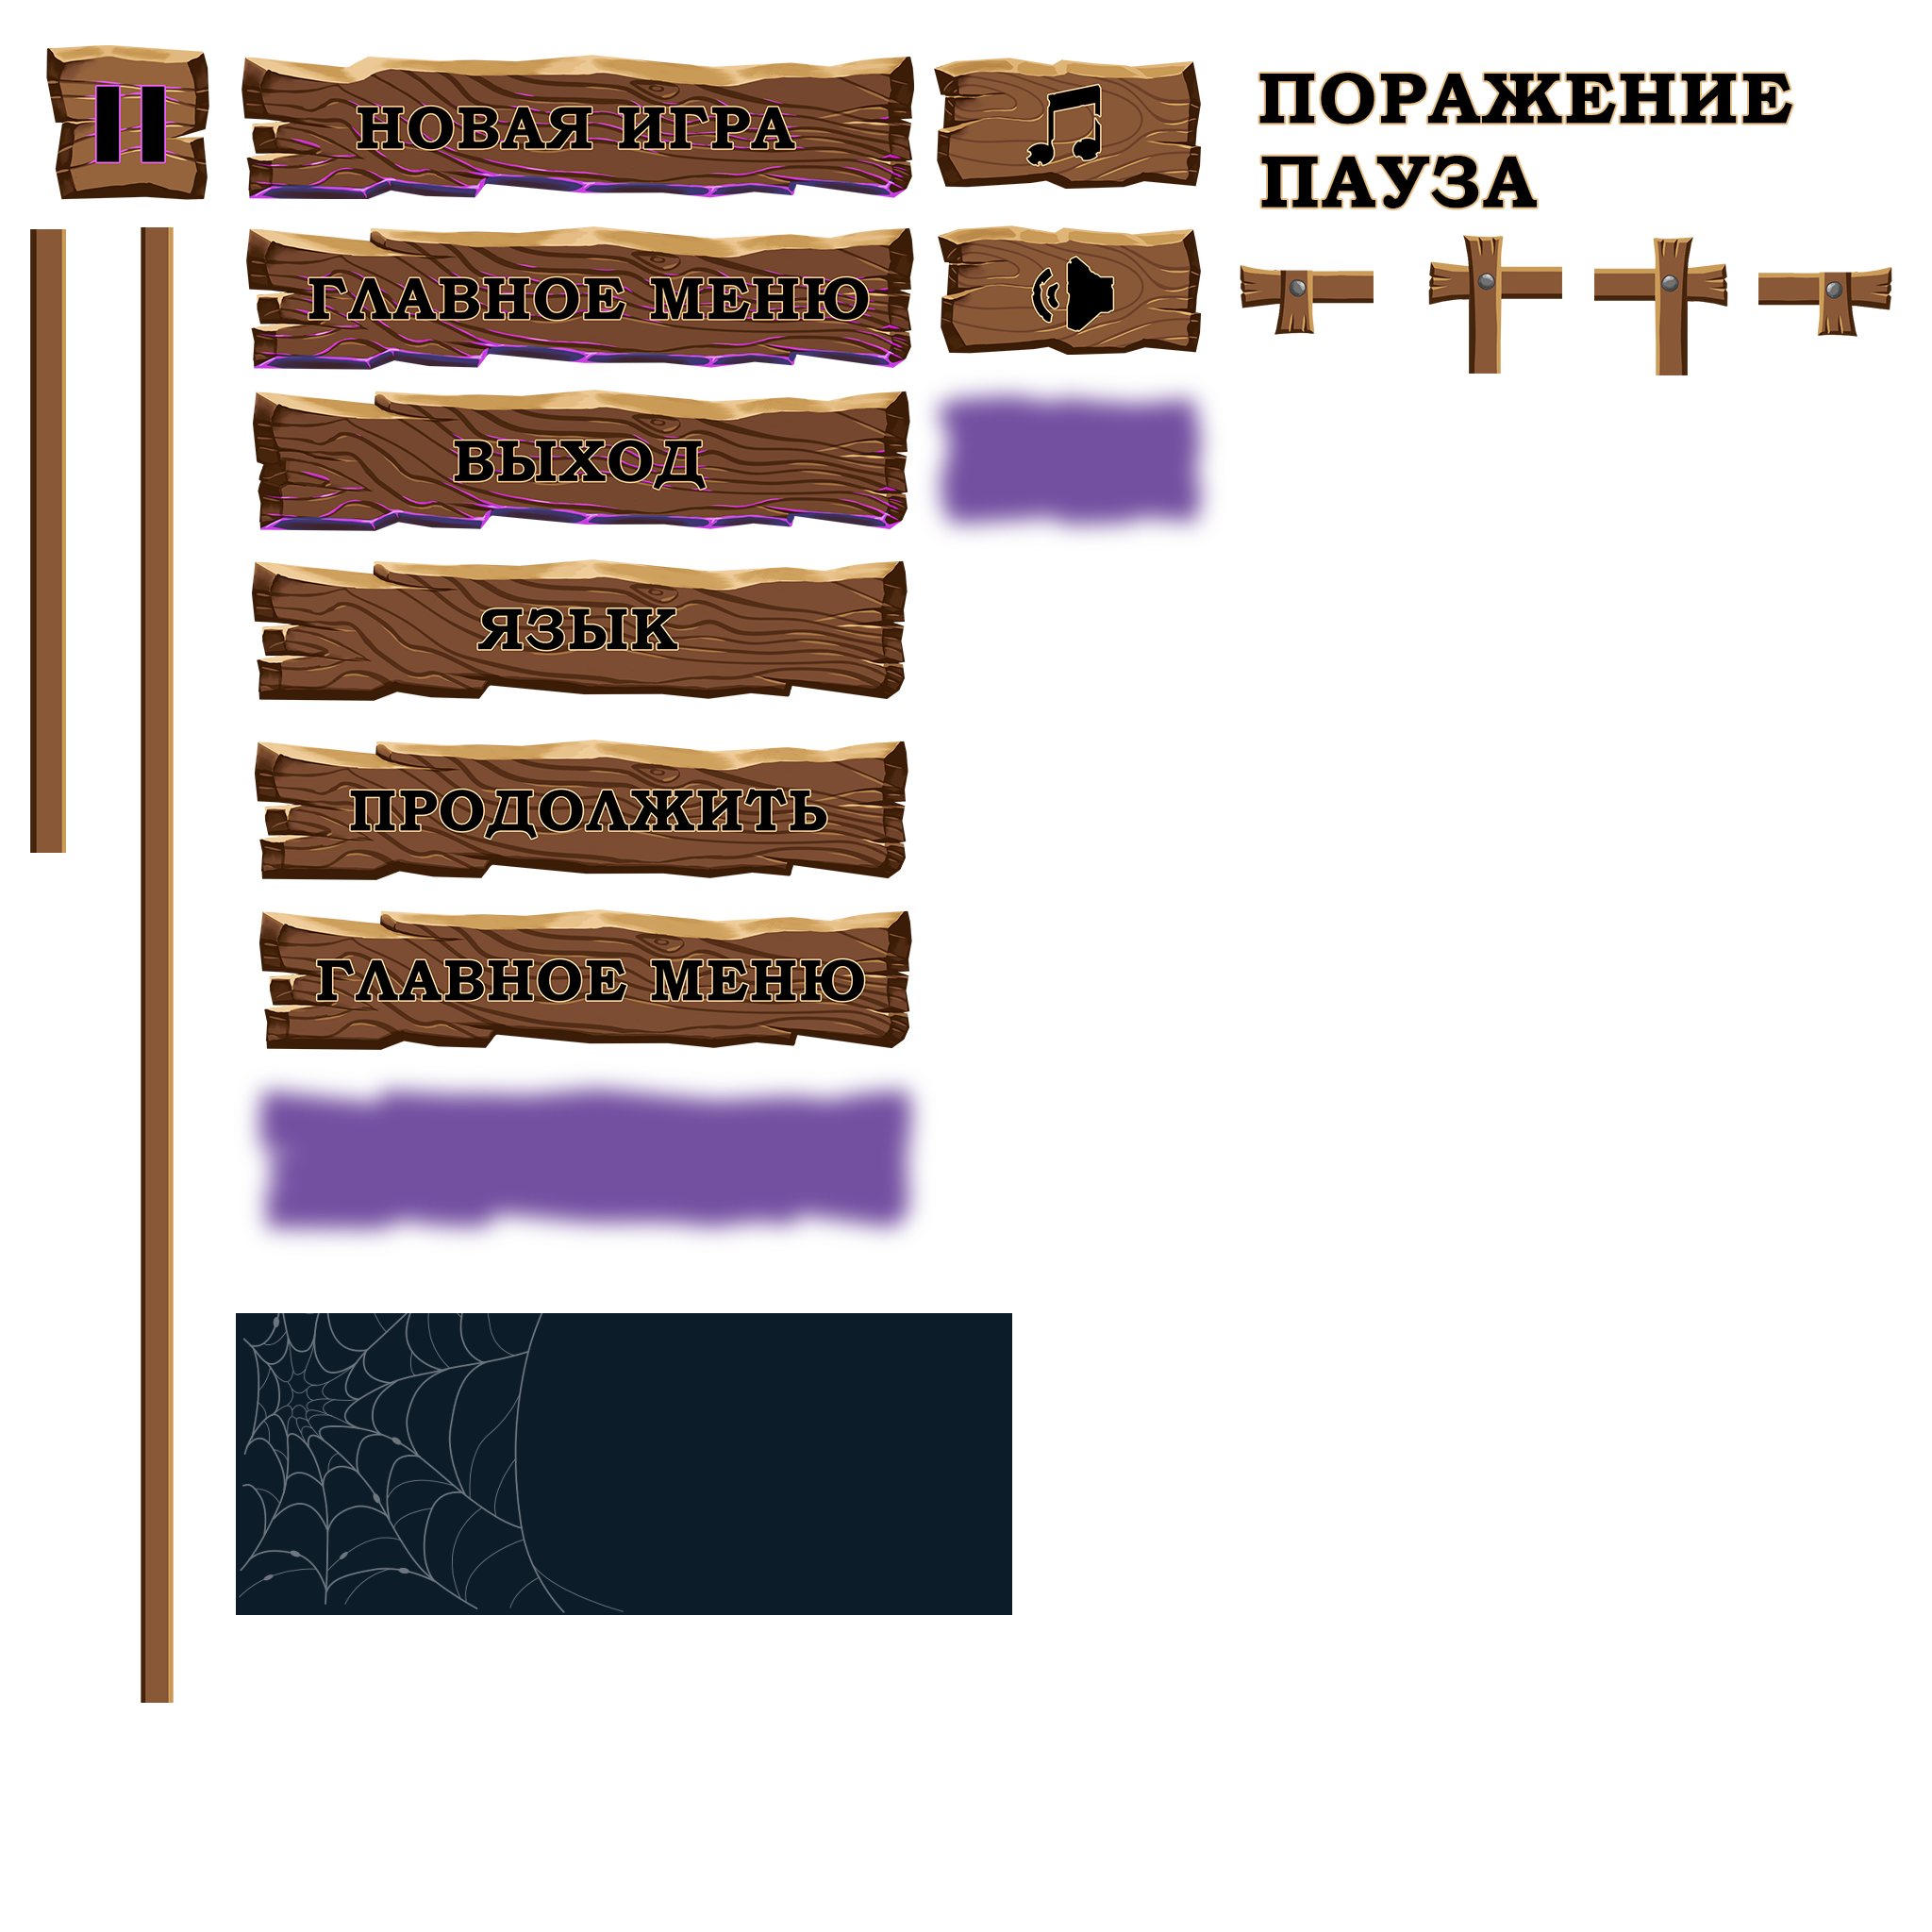 НОВАЯ ИГРА
ГЛАВНОЕ МЕНЮ
ВЫХОД
ЯЗЫК
ПРОДОЛЖИТЬ
ГЛАВНОЕ МЕНЮ
ПОРАЖЕНИЕ
ПАУЗА